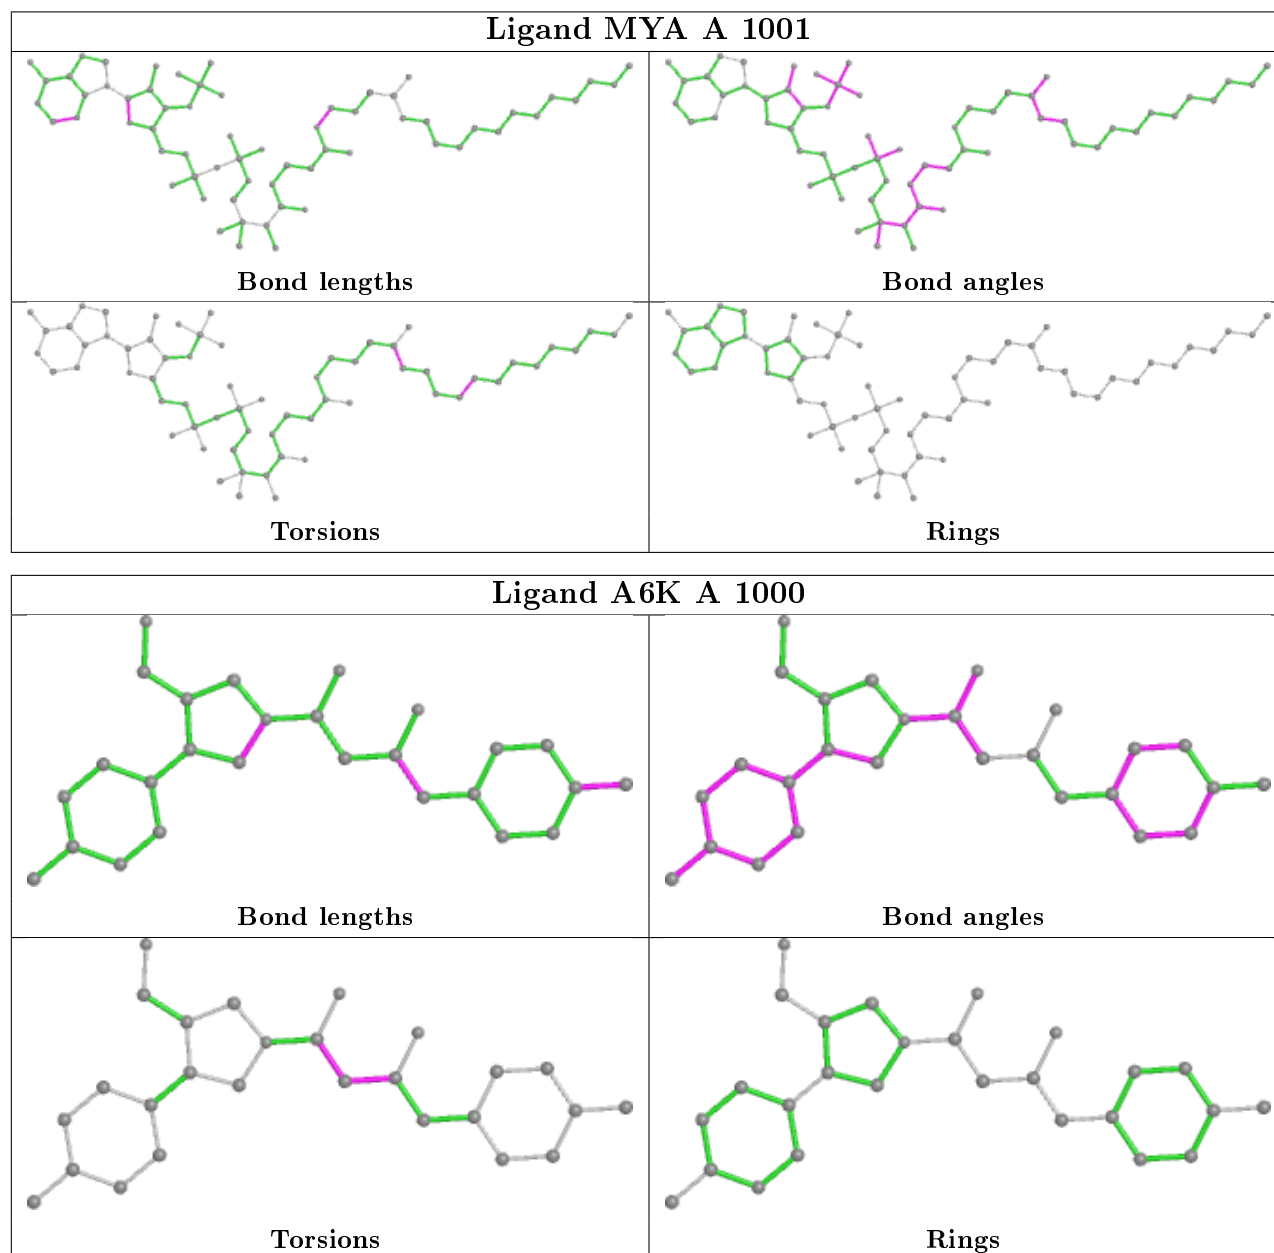 Ligand MYA A 1001
Bond lengths
Bond angles
Torsions
Rings
Ligand A6K A 1000
Bond lengths
Bond angles
Torsions
Rings